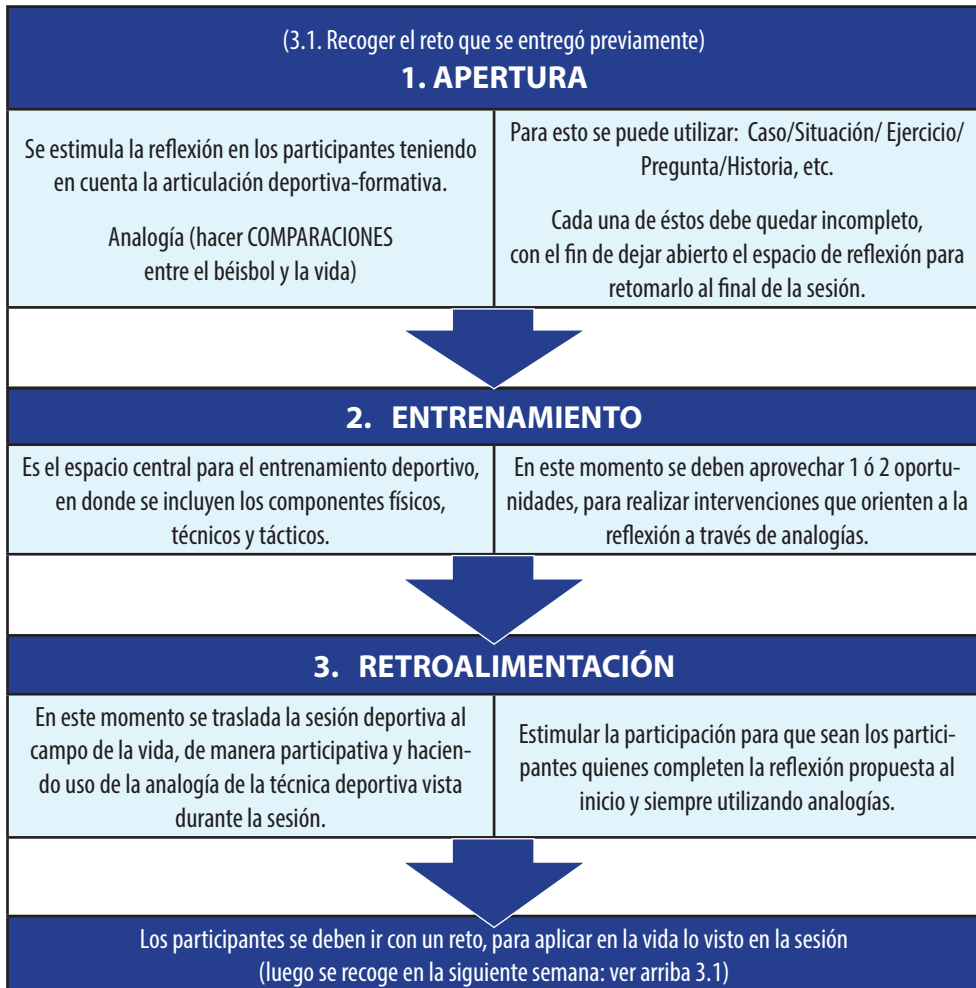 (3.1. Recoger el reto que se entregó previamente)
1. APERTURA
Se estimula la reflexión en los participantes teniendo
en cuenta la articulación deportiva-formativa.
Analogía (hacer COMPARACIONES
entre el béisbol y la vida)
Para esto se puede utilizar: Caso/Situación/ Ejercicio/
Pregunta/Historia, etc.
Cada una de éstos debe quedar incompleto,
con el fin de dejar abierto el espacio de reflexión para
retomarlo al final de la sesión.
2. ENTRENAMIENTO
Es el espacio central para el entrenamiento deportivo,
en donde se incluyen los componentes físicos,
técnicos y tácticos.
En este momento se deben aprovechar 1 ó 2 oportu-
nidades, para realizar intervenciones que orienten a la
reflexión a través de analogías.
3. RETROALIMENTACIÓN
En este momento se traslada la sesión deportiva al
campo de la vida, de manera participativa y hacien-
do uso de la analogía de la técnica deportiva vista
durante la sesión.
Estimular la participación para que sean los partici-
pantes quienes completen la reflexión propuesta al
inicio y siempre utilizando analogías.
Los participantes se deben ir con un reto, para aplicar en la vida lo visto en la sesión
(luego se recoge en la siguiente semana: ver arriba 3.1)